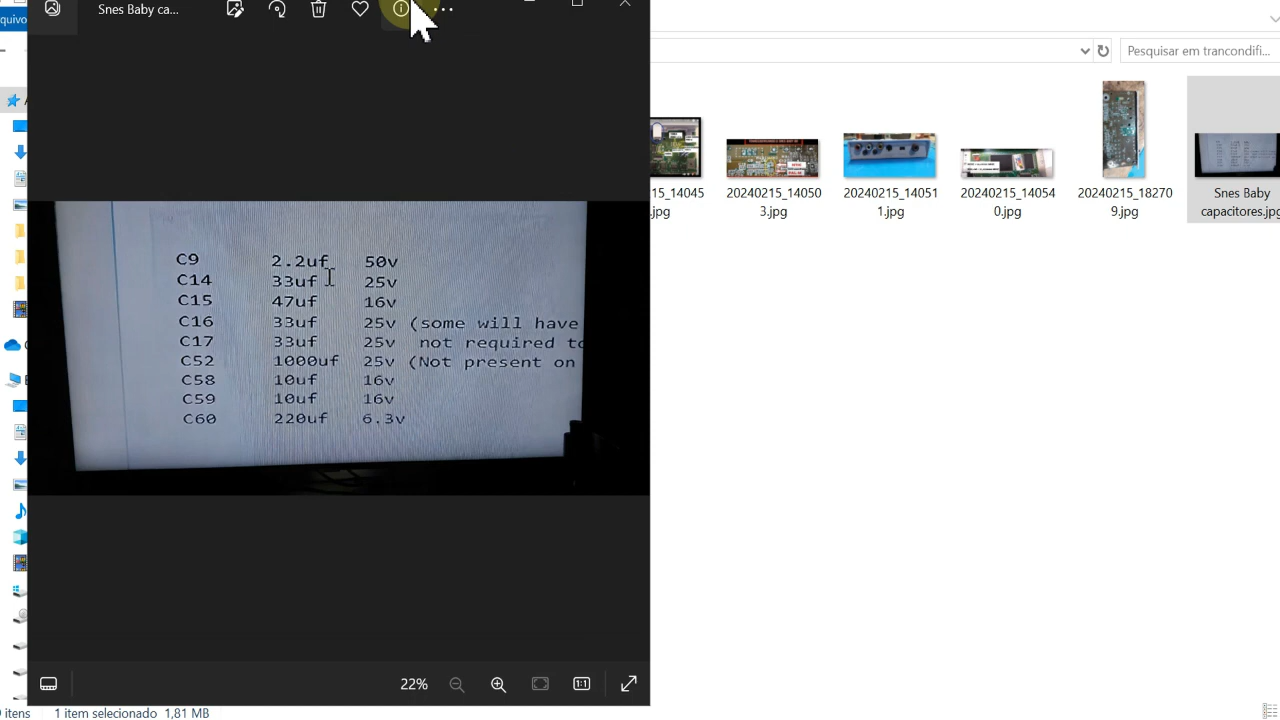 Snes Baby ca...
quivo
Pesquisar em trancondifi...
15_14045
.jpg
20240215_14050
3.jpg
20240215_14051
1.jpg
20240215_14054
0.jpg
20240215_18270
9.jpg
Snes Baby
capacitores.jpg
C9 2.2uf 50v
C14 33uf 25v
C15 47uf 16v
C16 33uf 25v (some will have
C17 33uf 25v not required to
C52 1000uf 25v (Not present on
C58 10uf 16v
C59 10uf 16v
C60 220uf 6.3v
22%
1:1
itens 1 item selecionado 1,81 MB